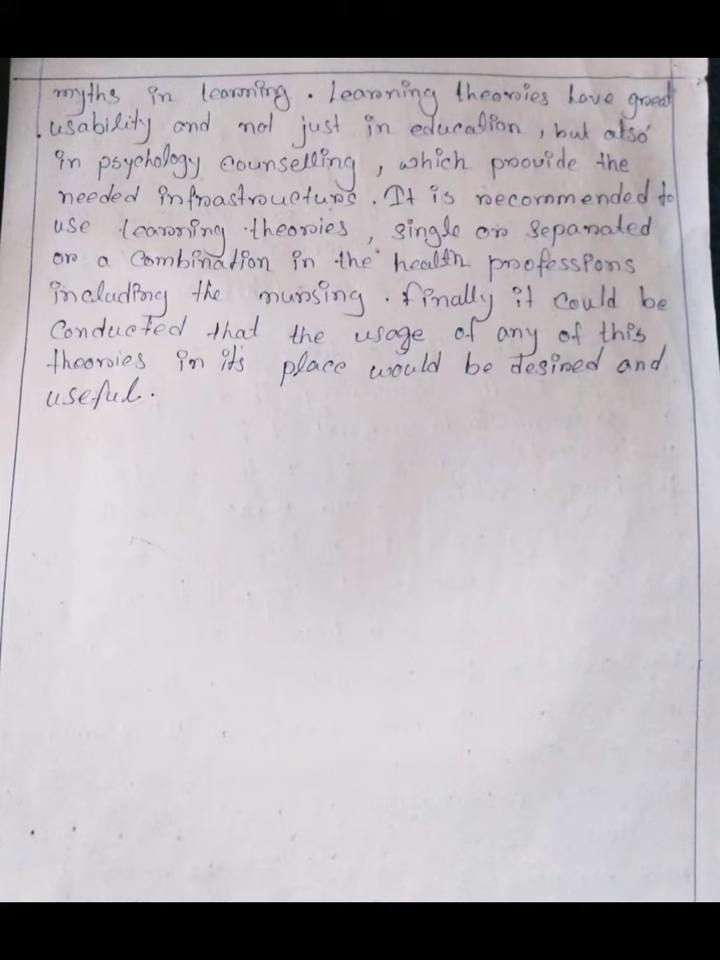 myths in learning. Learning theories have great
usability and not just in education, but also
in psychology counselling, which provide the
needed infrastructure. It is recommended to
use learning theories, single or separated
or a combination in the health professions
including the nursing. finally it could be
conducted that the usage of any of this
theories in its place would be desired and
useful.